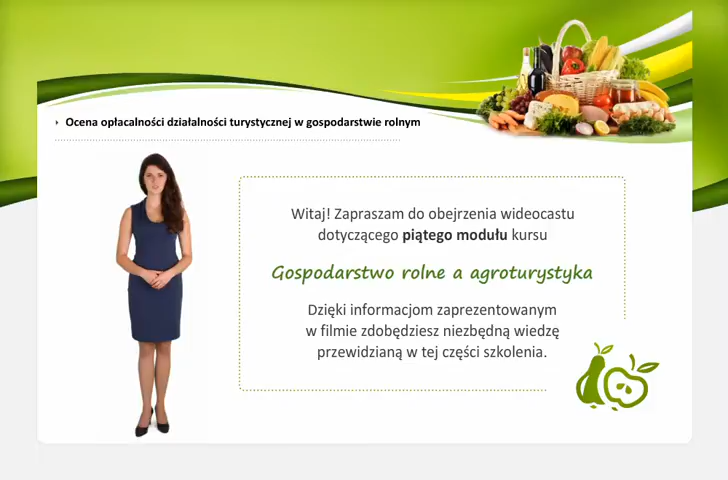 Ocena opłacalności działalności turystycznej w gospodarstwie rolnym
Witaj! Zapraszam do obejrzenia wideocastu
dotyczącego piątego modułu kursu
Gospodarstwo rolne a agroturystyka
Dzięki informacjom zaprezentowanym
w filmie zdobędziesz niezbędną wiedzę
przewidzianą w tej części szkolenia.